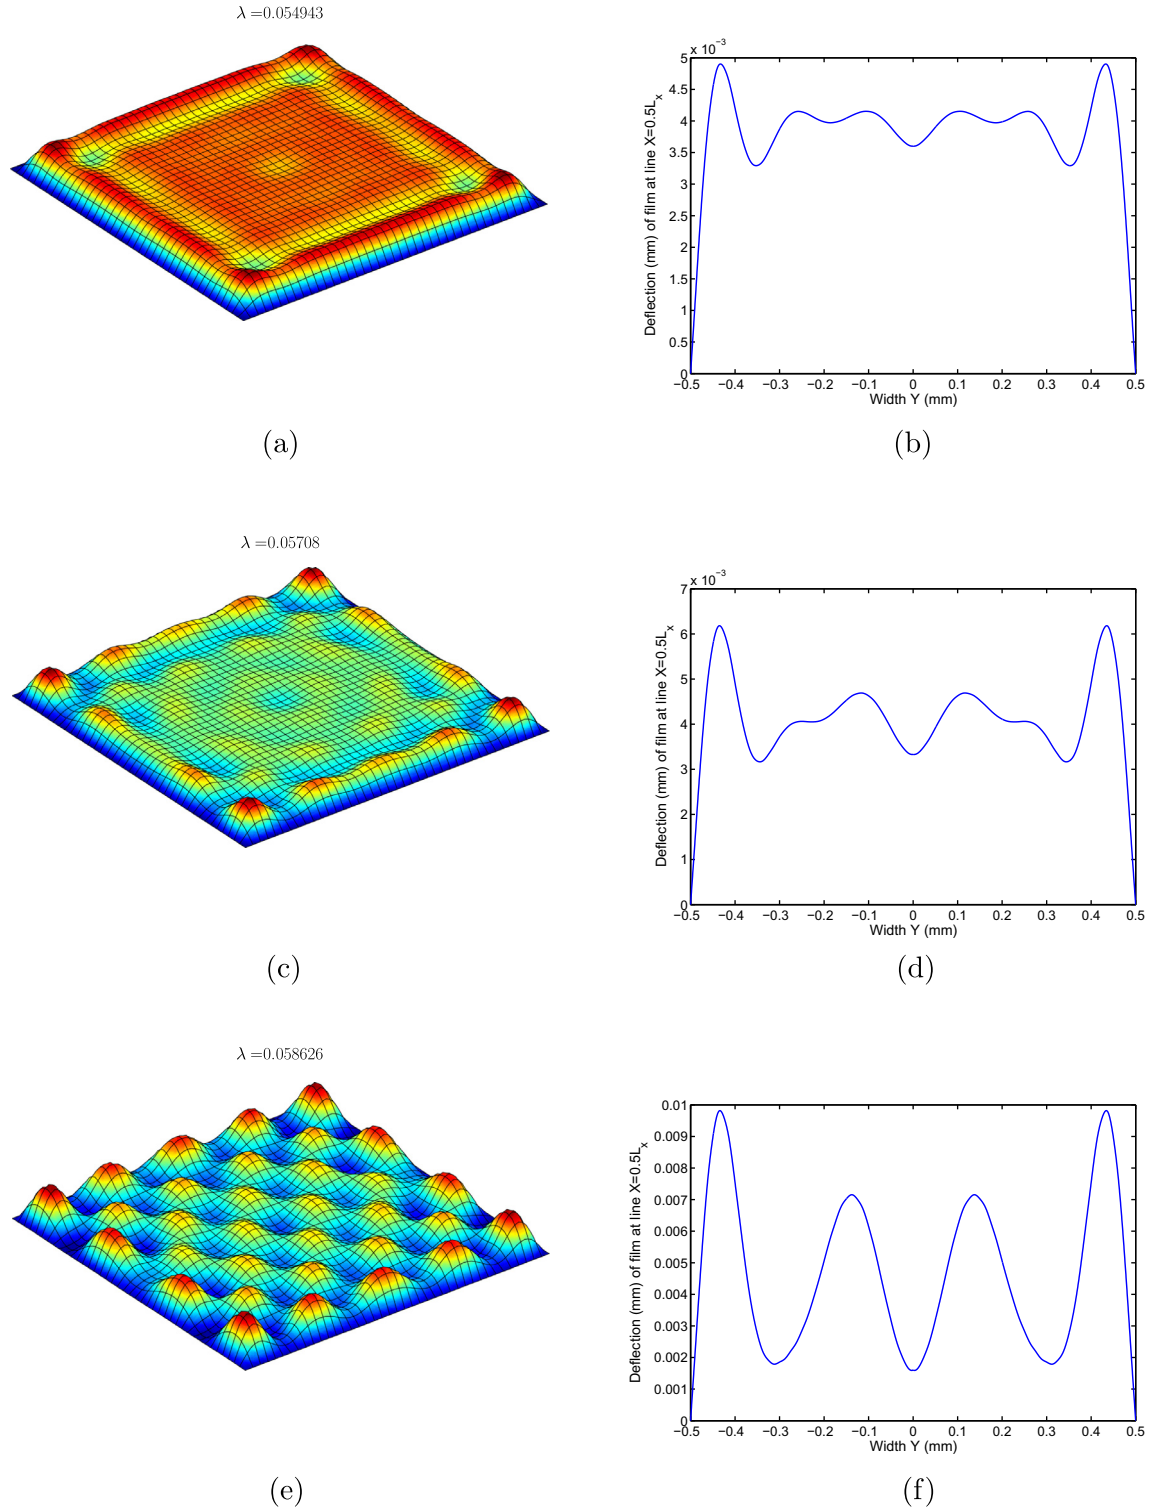 λ =0.054943
x 10⁻³
5
4.5
4
3.5
3
2.5
2
1.5
1
0.5
0
Deflection (mm) of film at line X=0.5Lₓ
−0.5 −0.4 −0.3 −0.2 −0.1 0 0.1 0.2 0.3 0.4 0.5
Width Y (mm)
(a) (b)
λ =0.05708
x 10⁻³
7
6
5
4
3
2
1
0
Deflection (mm) of film at line X=0.5Lₓ
−0.5 −0.4 −0.3 −0.2 −0.1 0 0.1 0.2 0.3 0.4 0.5
Width Y (mm)
(c) (d)
λ =0.058626
0.01
0.009
0.008
0.007
0.006
0.005
0.004
0.003
0.002
0.001
0
Deflection (mm) of film at line X=0.5Lₓ
−0.5 −0.4 −0.3 −0.2 −0.1 0 0.1 0.2 0.3 0.4 0.5
Width Y (mm)
(e) (f)